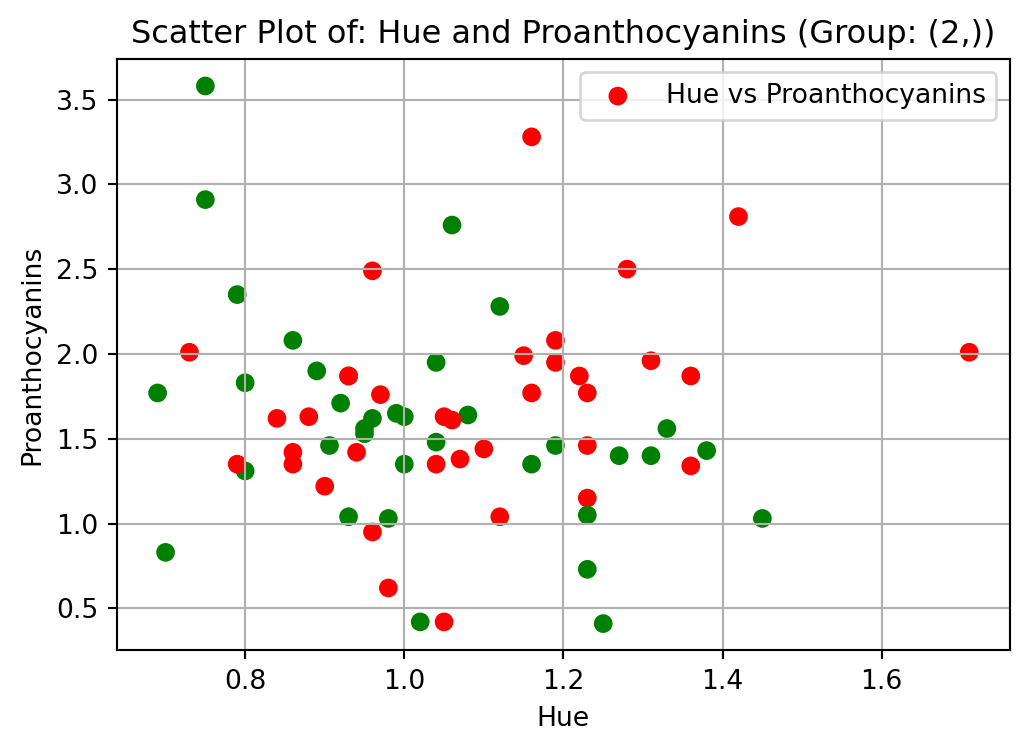 Scatter Plot of: Hue and Proanthocyanins (Group: (2,))
Hue vs Proanthocyanins
Proanthocyanins
3.5
3.0
2.5
2.0
1.5
1.0
0.5
0.8 1.0 1.2 1.4 1.6
Hue